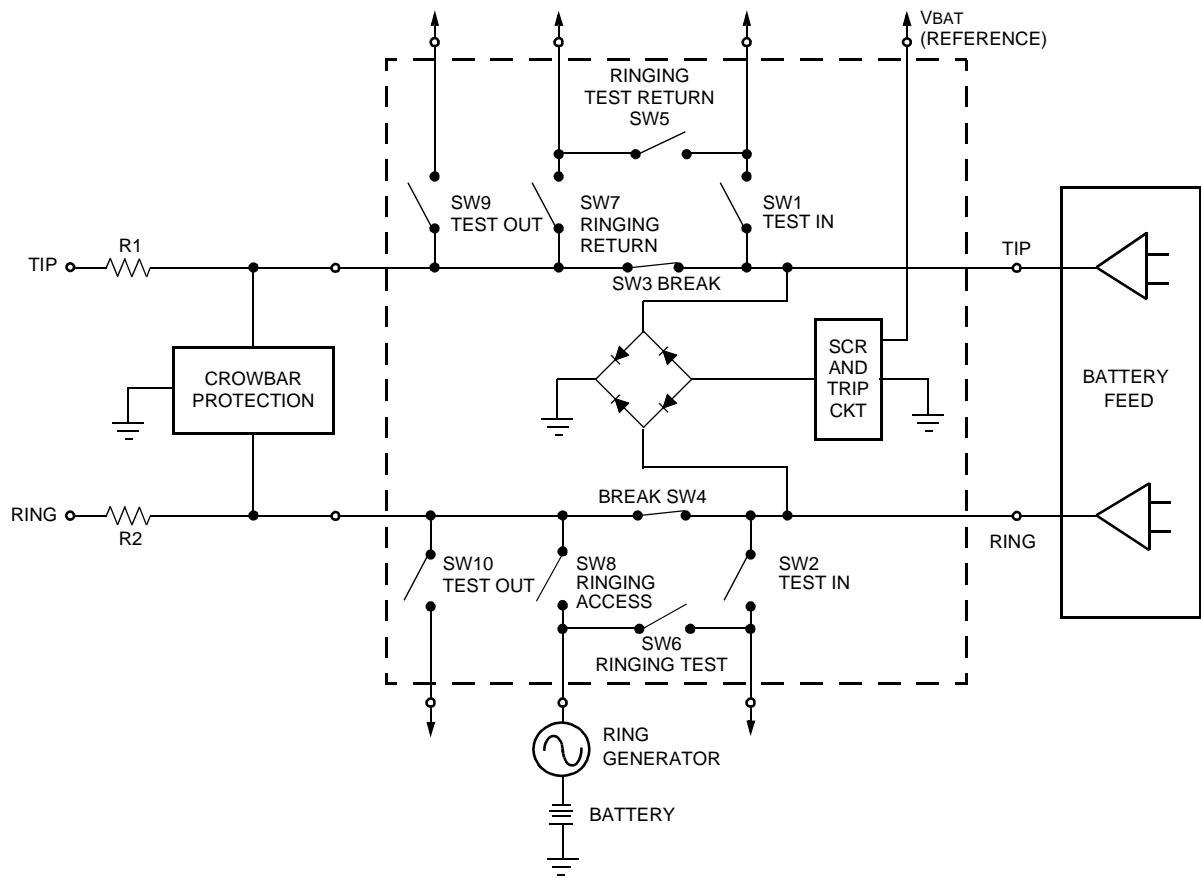 VBAT
(REFERENCE)
RINGING
TEST RETURN
SW5
SW9
TEST OUT
SW7
RINGING
RETURN
SW1
TEST IN
R1
TIP
TIP
SW3 BREAK
CROWBAR
PROTECTION
SCR
AND
TRIP
CKT
BATTERY
FEED
BREAK SW4
RING
R2
RING
SW10
TEST OUT
SW8
RINGING
ACCESS
SW2
TEST IN
SW6
RINGING TEST
RING
GENERATOR
BATTERY